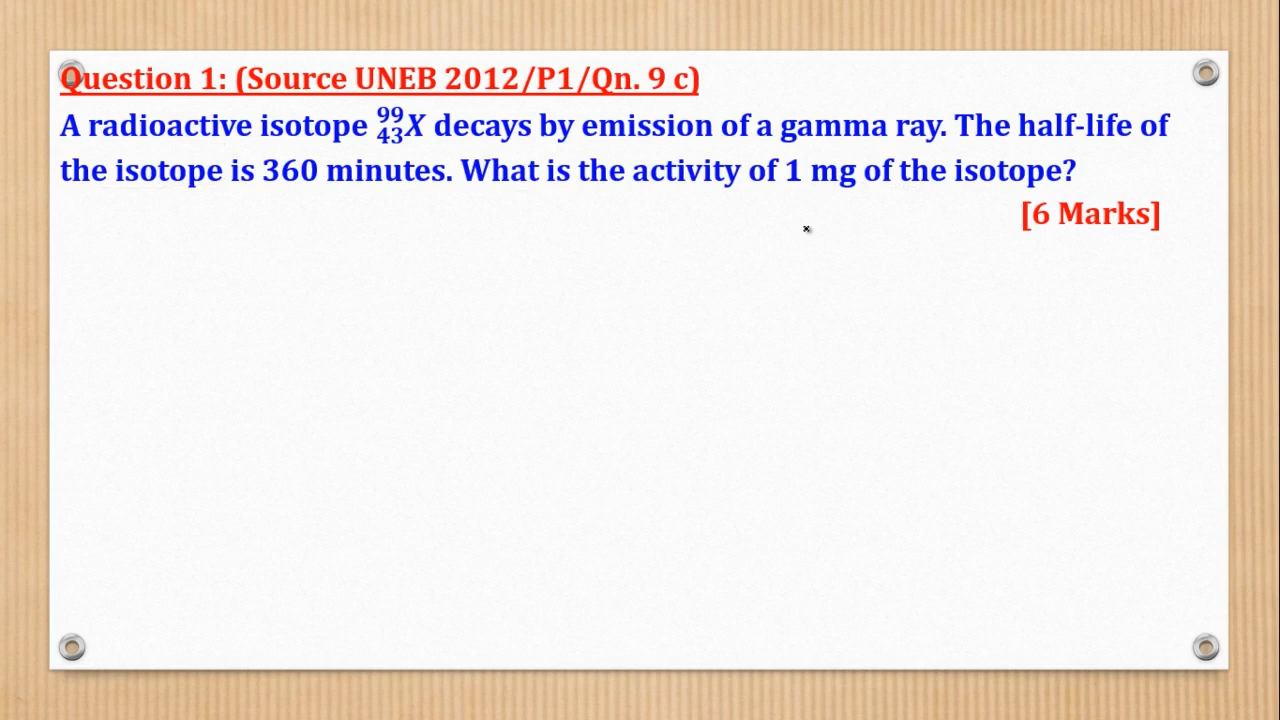 Question 1: (Source UNEB 2012/P1/Qn. 9 c)
A radioactive isotope ⁹⁹₄₃X decays by emission of a gamma ray. The half-life of
the isotope is 360 minutes. What is the activity of 1 mg of the isotope?
[6 Marks]